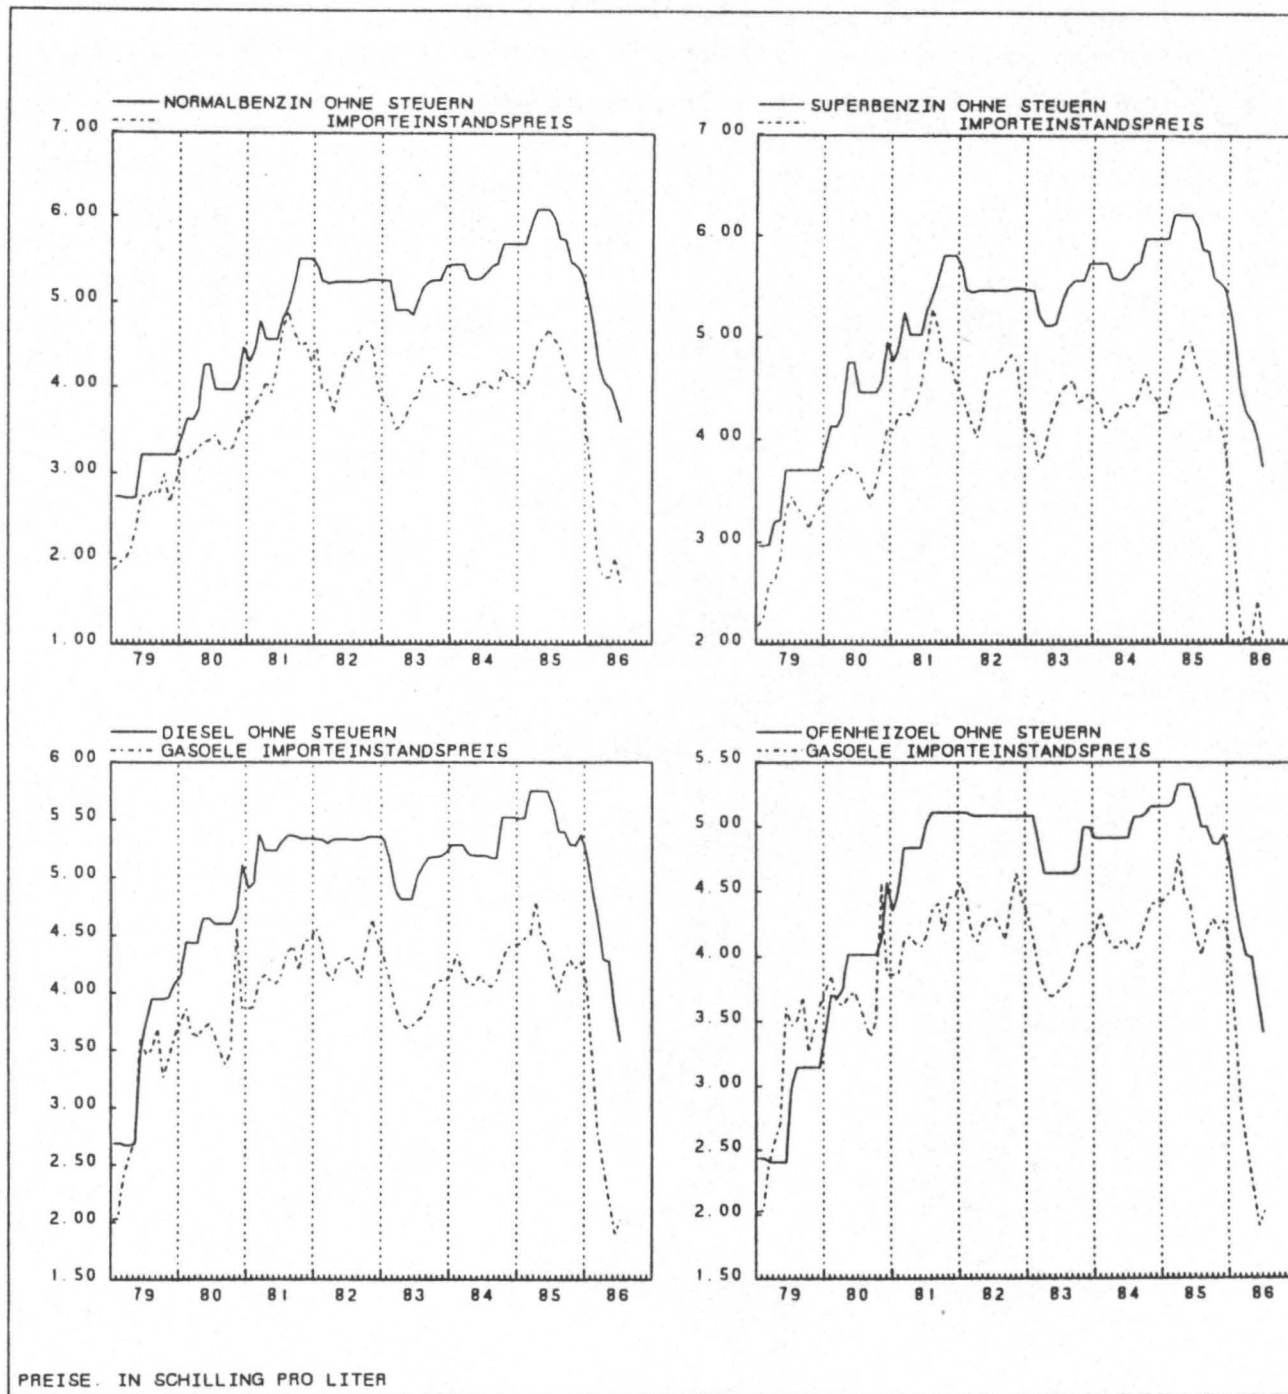 NORMALBENZIN OHNE STEUERN
IMPORTEINSTANDSPREIS
7.00
6.00
5.00
4.00
3.00
2.00
1.00
79 80 81 82 83 84 85 86
SUPERBENZIN OHNE STEUERN
IMPORTEINSTANDSPREIS
7 00
6.00
5.00
4.00
3.00
2 00
79 80 81 82 83 84 85 86
DIESEL OHNE STEUERN
GASOELE IMPORTEINSTANDSPREIS
6 00
5 50
5.00
4.50
4.00
3.50
3.00
2.50
2.00
1.50
79 80 81 82 83 84 85 86
OFENHEIZOEL OHNE STEUERN
GASOELE IMPORTEINSTANDSPREIS
5.50
5.00
4.50
4.00
3.50
3.00
2.50
2.00
1.50
79 80 81 82 83 84 85 86
PREISE. IN SCHILLING PRO LITER